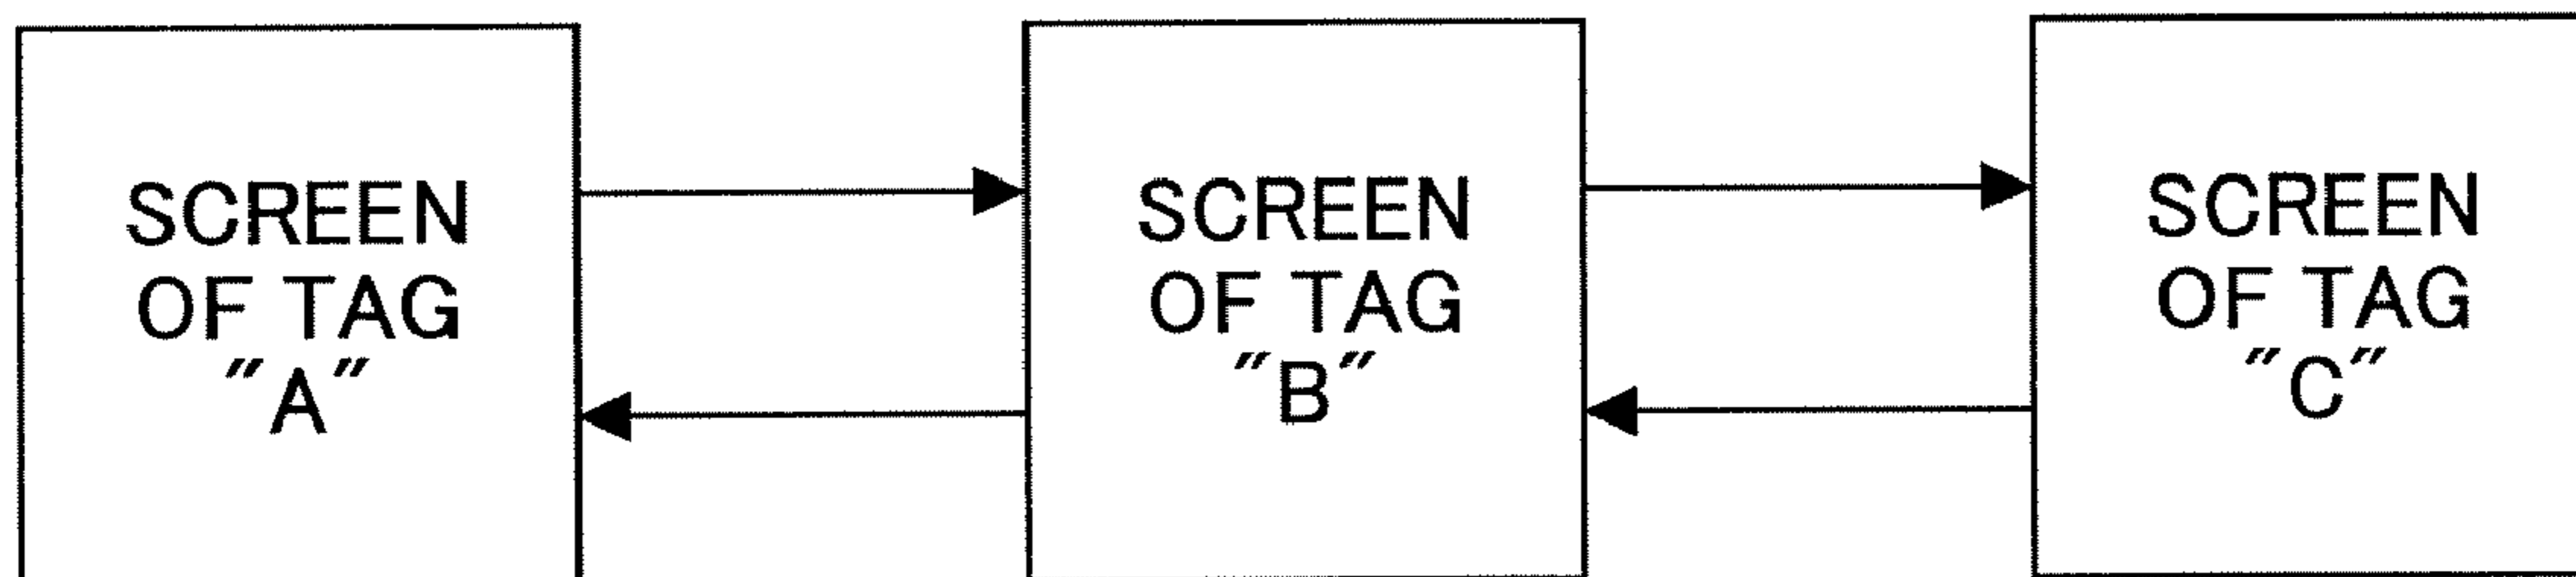 SCREEN
OF TAG
"A"
SCREEN
OF TAG
"B"
SCREEN
OF TAG
"C"